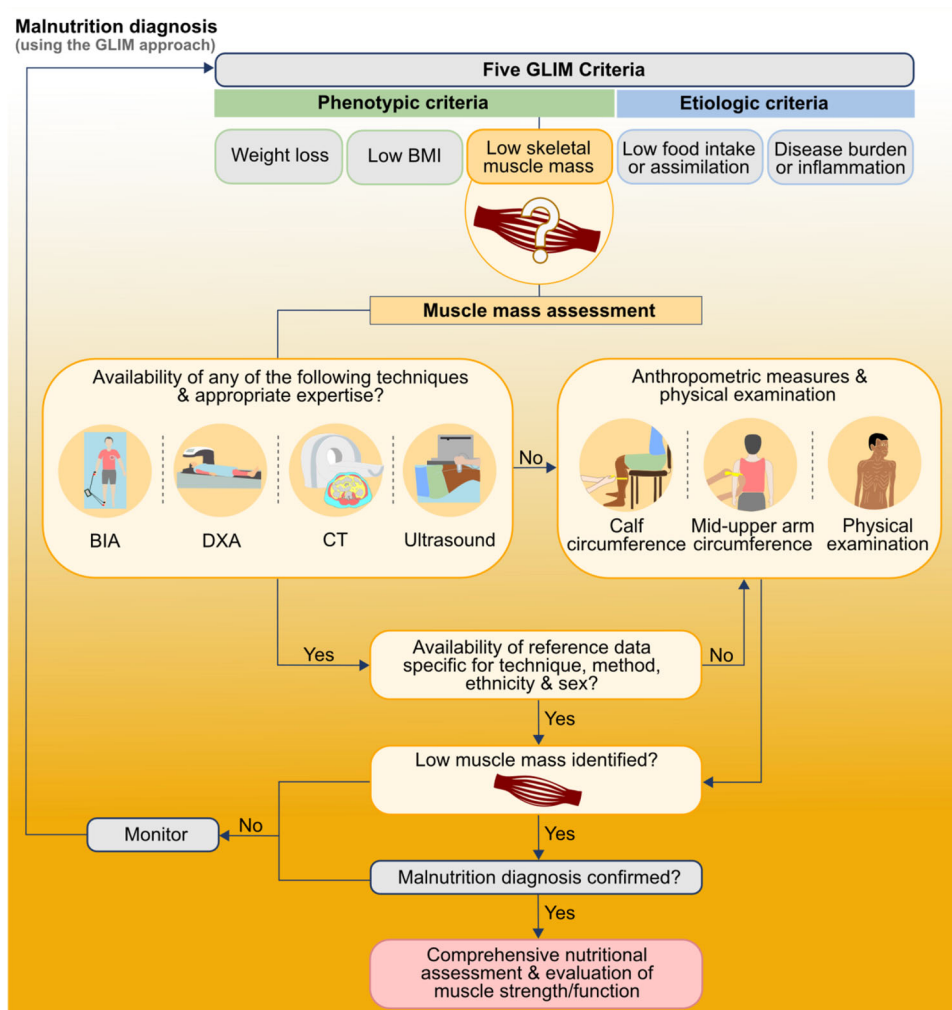 Malnutrition diagnosis
(using the GLIM approach)
Five GLIM Criteria
Phenotypic criteria
Etiologic criteria
Weight loss
Low BMI
Low skeletal
muscle mass
Low food intake
or assimilation
Disease burden
or inflammation
?
Muscle mass assessment
Availability of any of the following techniques
& appropriate expertise?
BIA
DXA
CT
Ultrasound
No
Anthropometric measures &
physical examination
Calf
circumference
Mid-upper arm
circumference
Physical
examination
Yes
Availability of reference data
specific for technique, method,
ethnicity & sex?
No
Yes
Low muscle mass identified?
Monitor
No
Yes
Malnutrition diagnosis confirmed?
Yes
Comprehensive nutritional
assessment & evaluation of
muscle strength/function